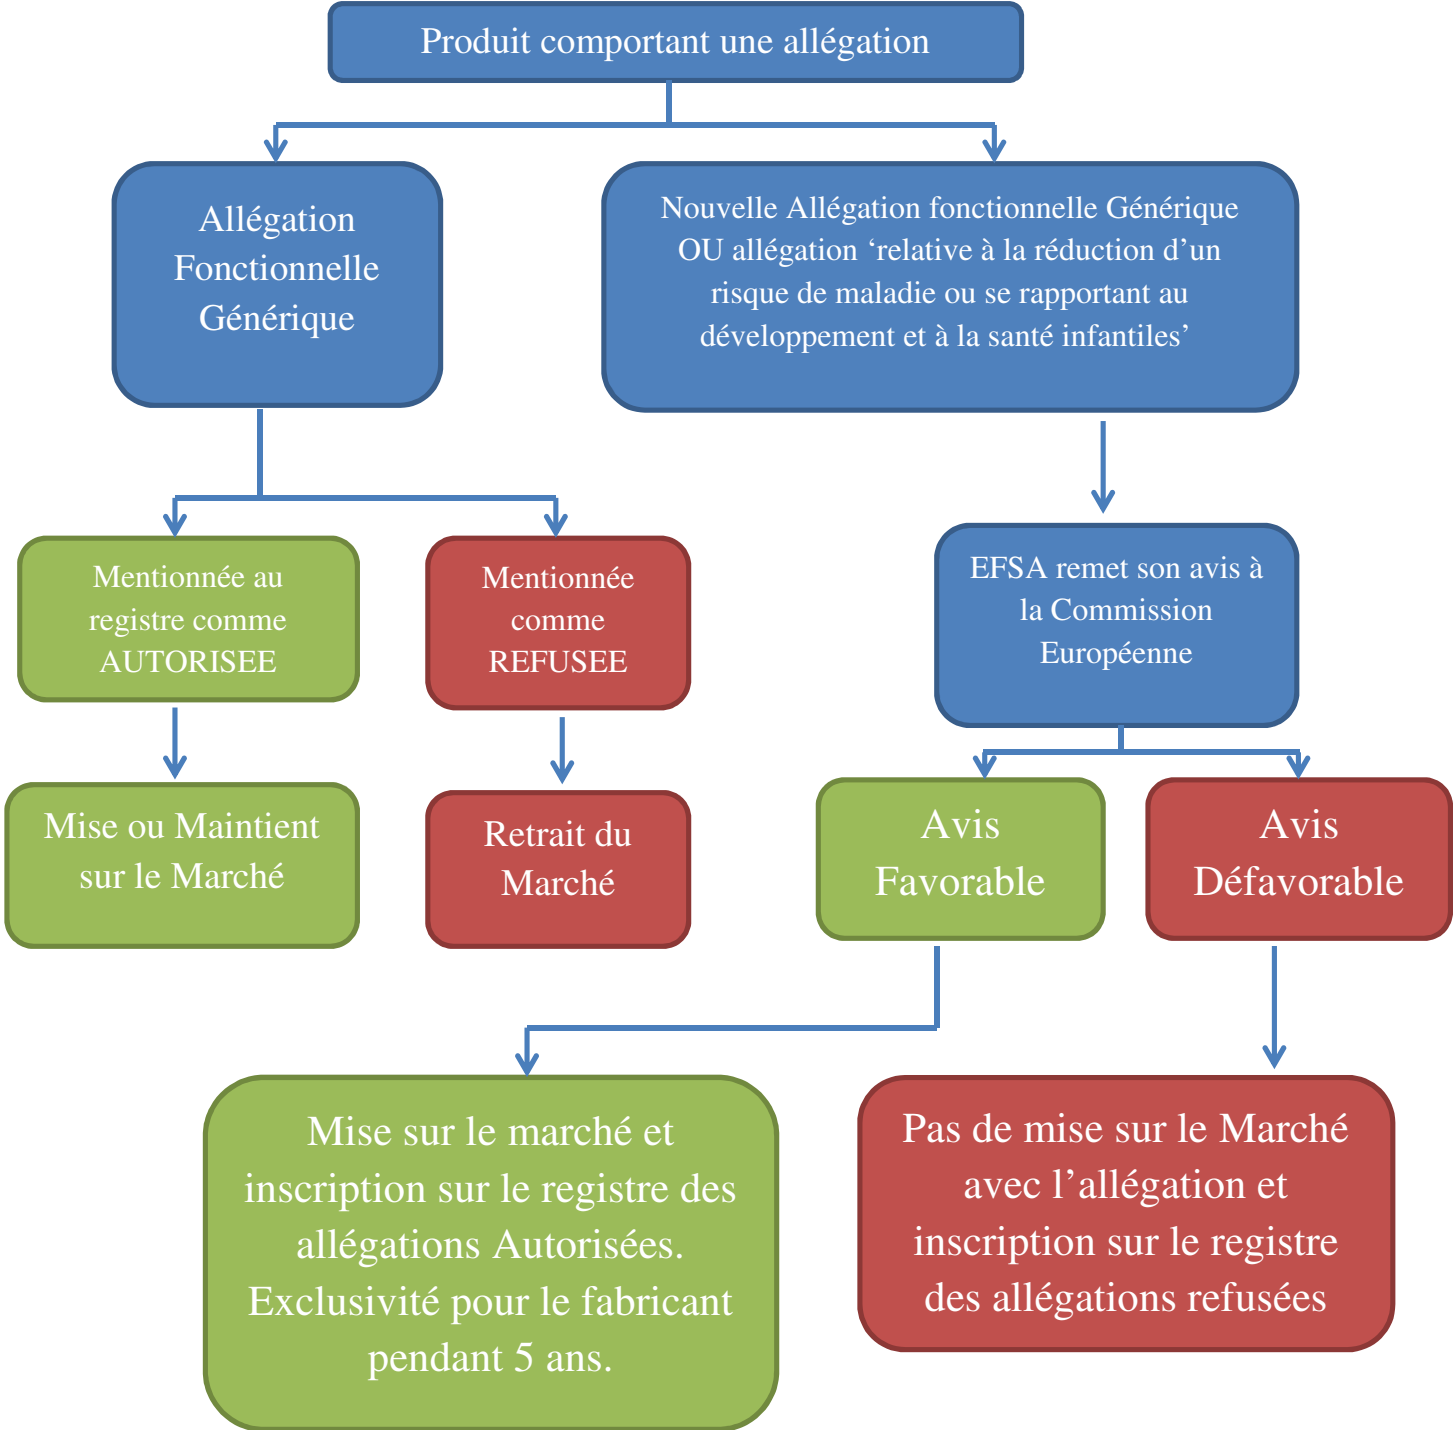 Produit comportant une allégation
Allégation
Fonctionnelle
Générique
Nouvelle Allégation fonctionnelle Générique
OU allégation ‘relative à la réduction d’un
risque de maladie ou se rapportant au
développement et à la santé infantiles’
Mentionnée au
registre comme
AUTORISEE
Mentionnée
comme
REFUSEE
EFSA remet son avis à
la Commission
Européenne
Mise ou Maintient
sur le Marché
Retrait du
Marché
Avis
Favorable
Avis
Défavorable
Mise sur le marché et
inscription sur le registre des
allégations Autorisées.
Exclusivité pour le fabricant
pendant 5 ans.
Pas de mise sur le Marché
avec l’allégation et
inscription sur le registre
des allégations refusées